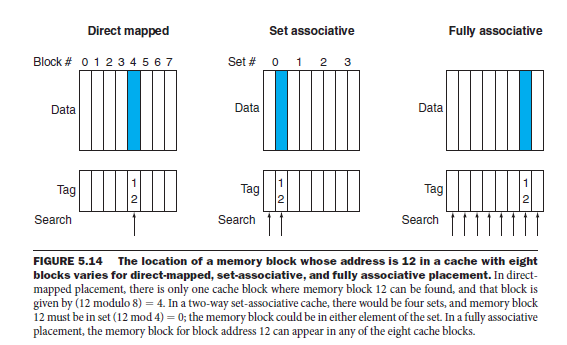 Direct mapped
Set associative
Fully associative
Block # 0 1 2 3 4 5 6 7
Set # 0 1 2 3
Data
Data
Data
Tag
1
2
Tag
1
2
Tag
1
2
Search
Search
Search
FIGURE 5.14 The location of a memory block whose address is 12 in a cache with eight
blocks varies for direct-mapped, set-associative, and fully associative placement. In direct-
mapped placement, there is only one cache block where memory block 12 can be found, and that block is
given by (12 modulo 8) = 4. In a two-way set-associative cache, there would be four sets, and memory block
12 must be in set (12 mod 4) = 0; the memory block could be in either element of the set. In a fully associative
placement, the memory block for block address 12 can appear in any of the eight cache blocks.